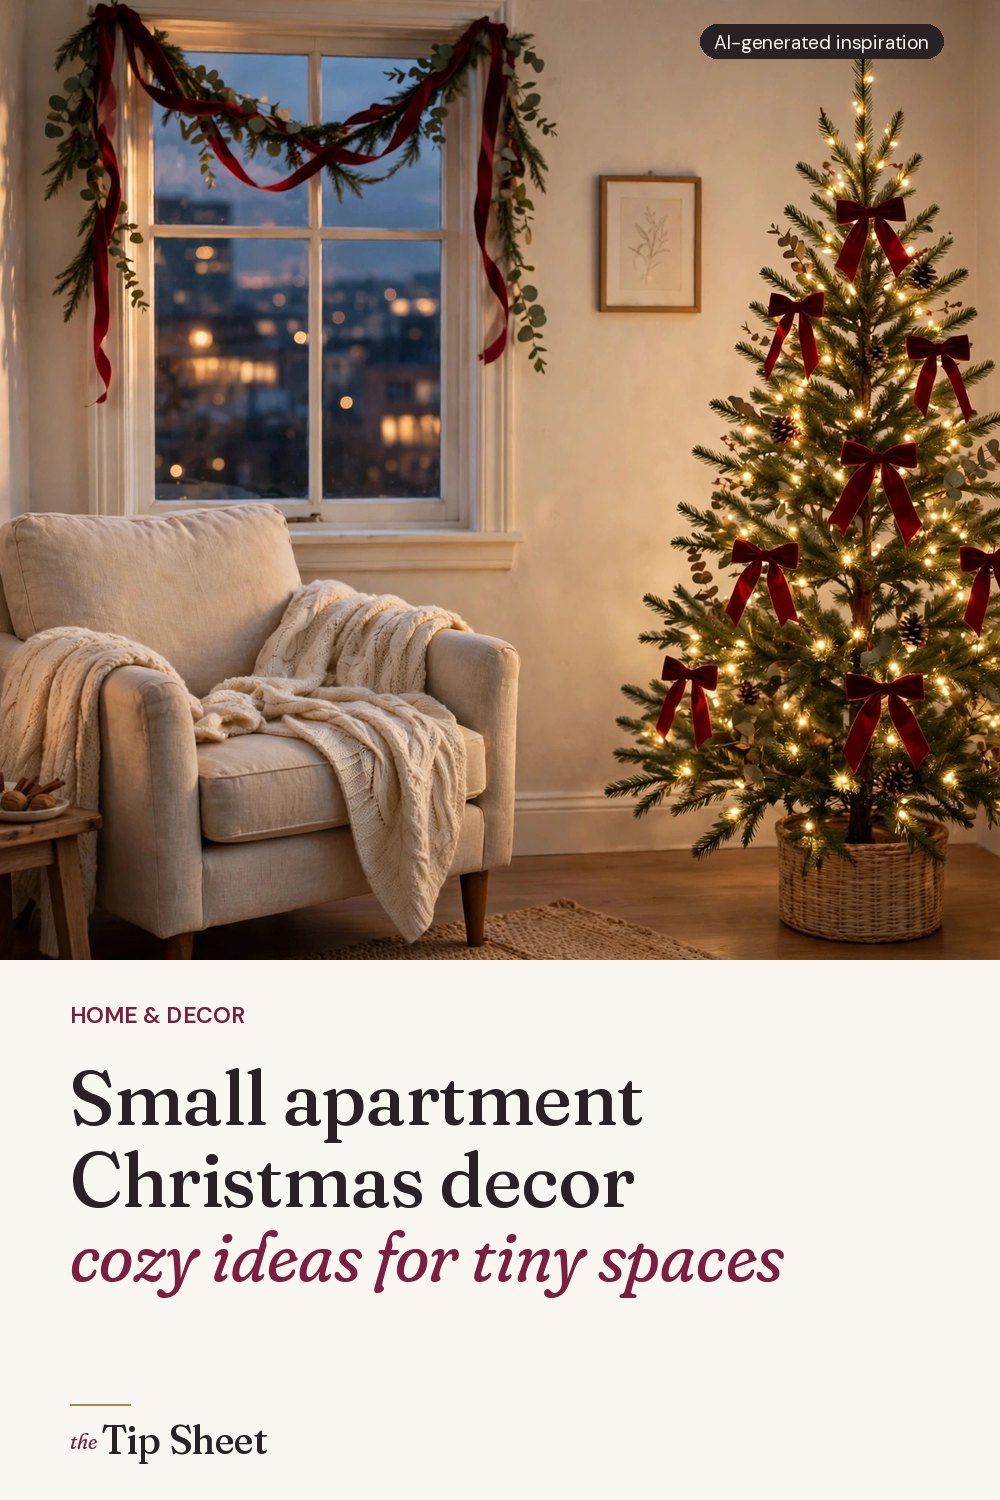 AI-generated inspiration
HOME & DECOR
Small apartment
Christmas decor
cozy ideas for tiny spaces
the Tip Sheet